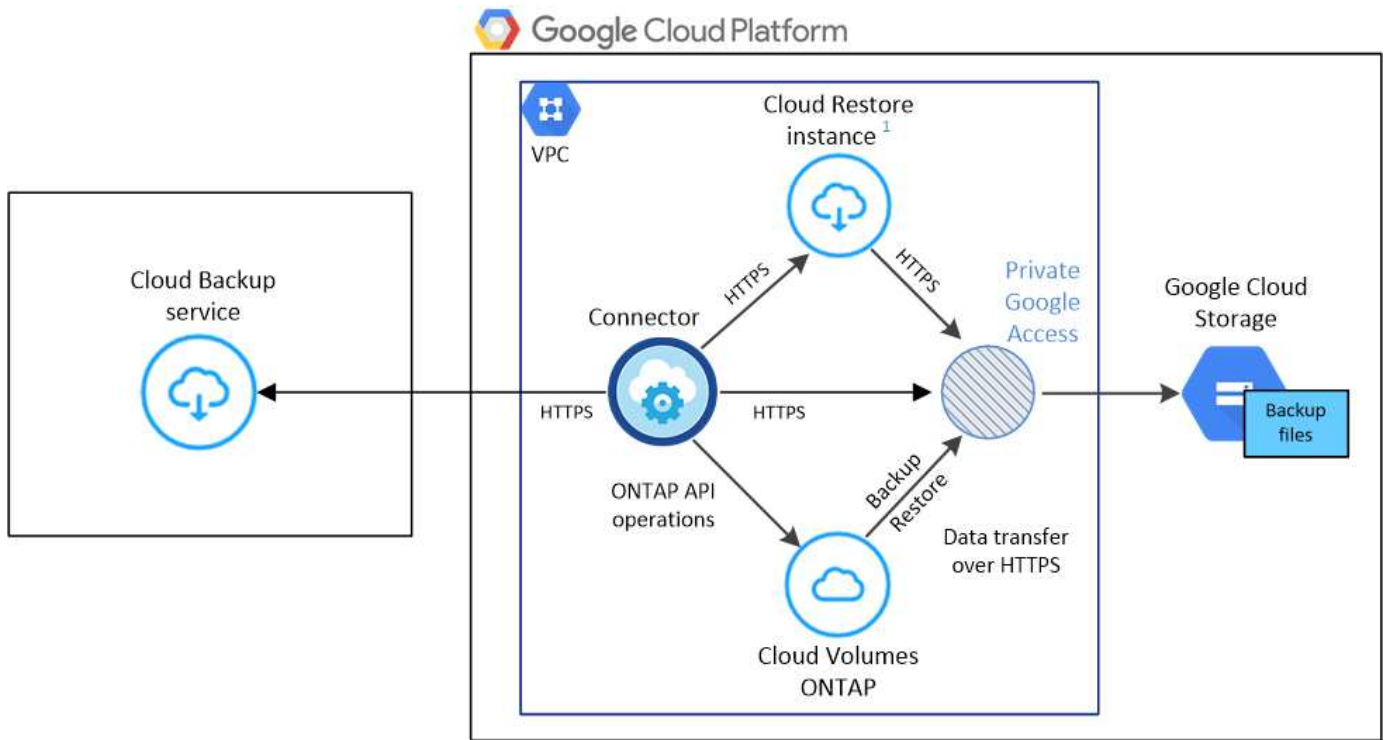 Google Cloud Platform
Cloud Restore
instance 1
VPC
HTTPS
HTTPS
Private
Google
Access
Cloud Backup
service
Connector
Google Cloud
Storage
HTTPS
HTTPS
Backup
files
ONTAP API
operations
Backup
Restore
Data transfer
over HTTPS
Cloud Volumes
ONTAP